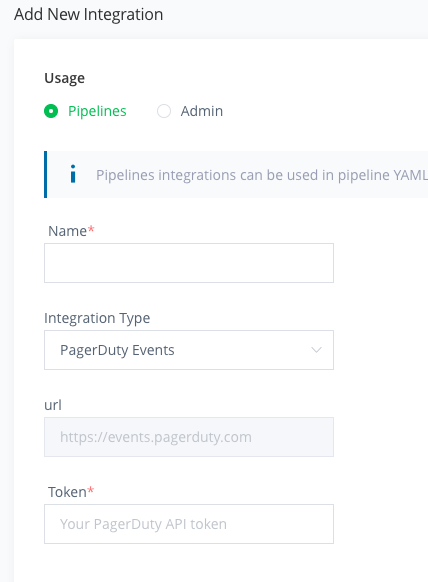 Add New Integration
Usage
Pipelines
Admin
i
Pipelines integrations can be used in pipeline YAML
Name*
Integration Type
PagerDuty Events
url
https://events.pagerduty.com
Token*
Your PagerDuty API token